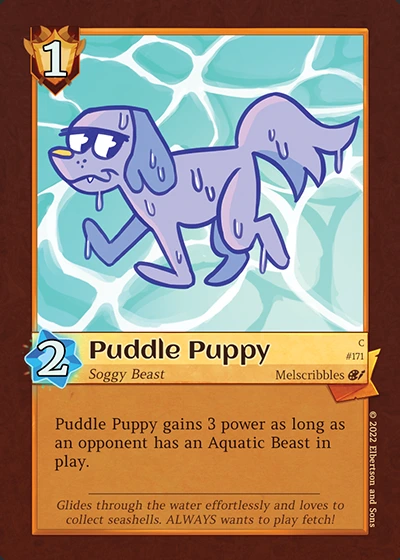 1
2
Puddle Puppy
C
#171
Soggy Beast
Melscribbles
Puddle Puppy gains 3 power as long as
an opponent has an Aquatic Beast in
play.
Glides through the water effortlessly and loves to
collect seashells. ALWAYS wants to play fetch!
© 2022 Elbertson and Sons